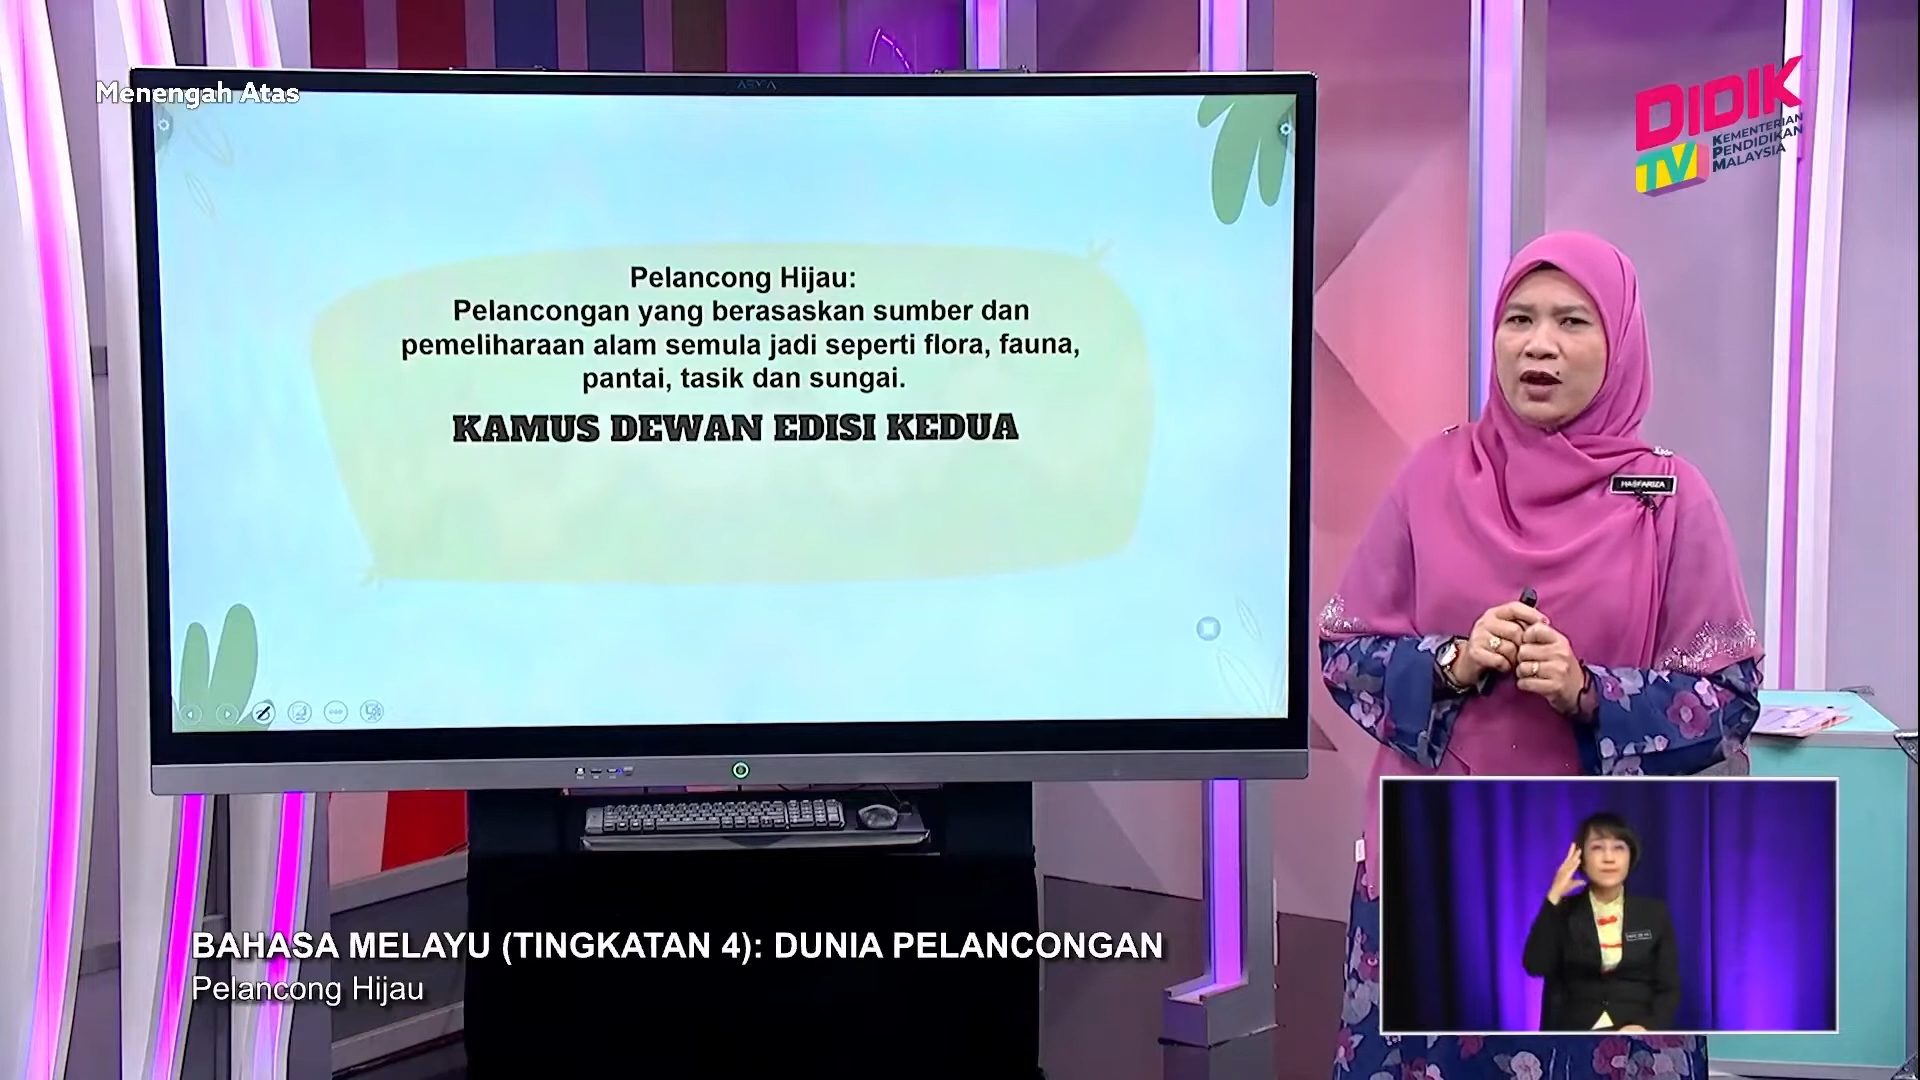 Menengah Atas
DIDIK
TV
KEMENTERIAN
PENDIDIKAN
MALAYSIA
Pelancong Hijau:
Pelancongan yang berasaskan sumber dan
pemeliharaan alam semula jadi seperti flora, fauna,
pantai, tasik dan sungai.
KAMUS DEWAN EDISI KEDUA
HASFARIZA
BAHASA MELAYU (TINGKATAN 4): DUNIA PELANCONGAN
Pelancong Hijau